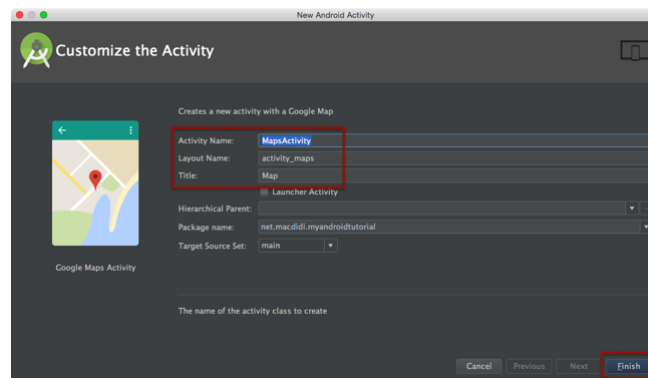 New Android Activity
Customize the Activity
Creates a new activity with a Google Map
Activity Name: MapsActivity
Layout Name: activity_maps
Title: Map
Launcher Activity
Hierarchical Parent:
Package name: net.macdidi.myandroidtutorial
Target Source Set: main
Google Maps Activity
The name of the activity class to create
Cancel Previous Next Finish